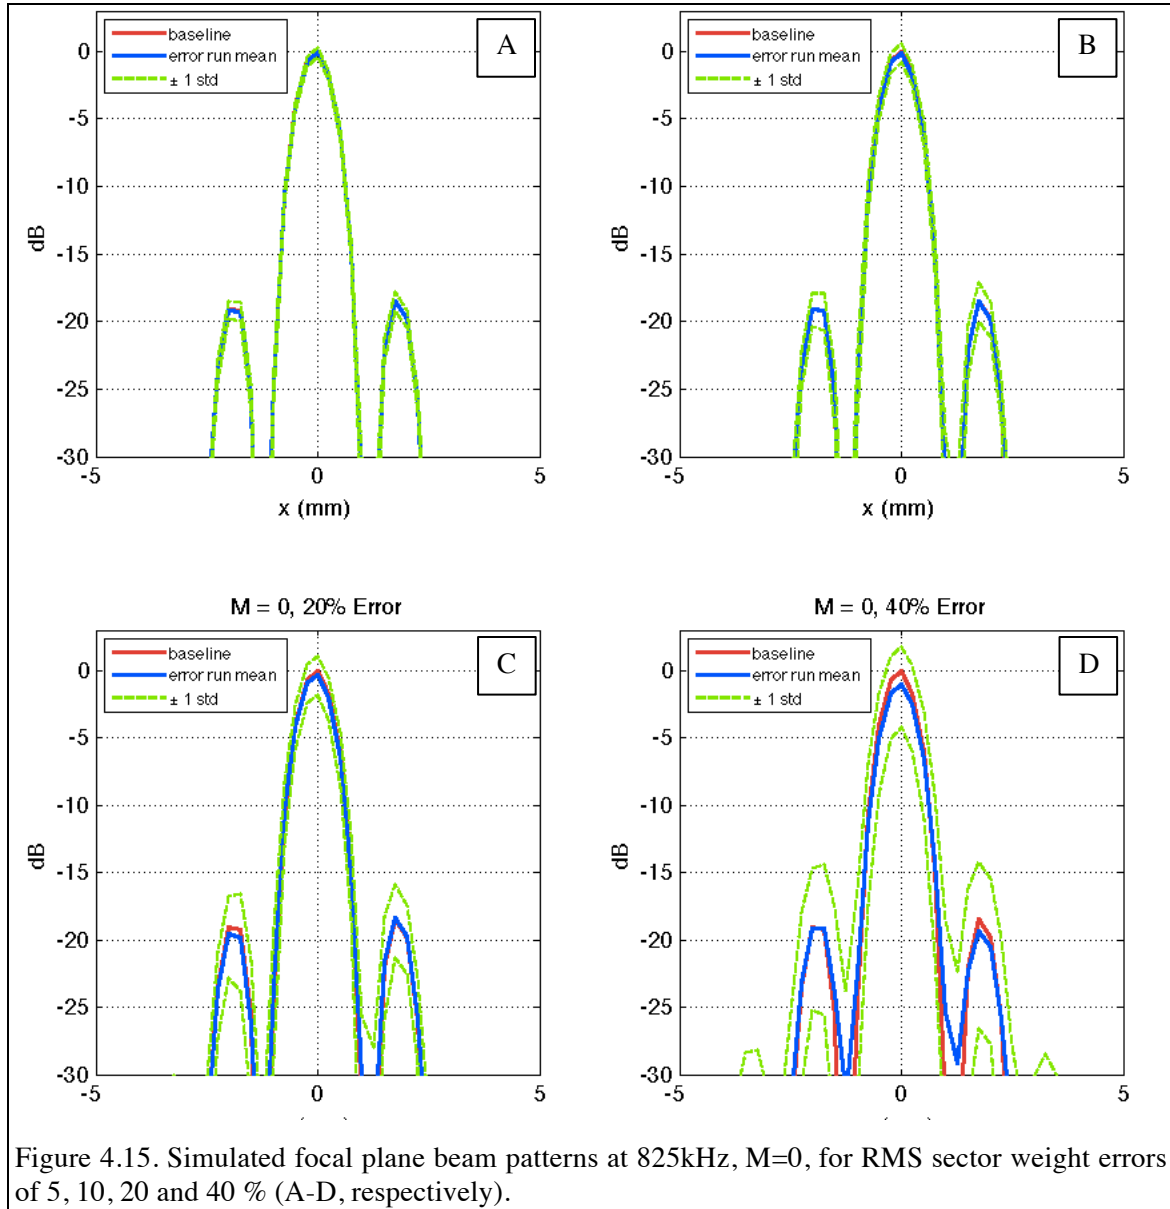 baseline
error run mean
± 1 std
A
0
-5
-10
-15
-20
-25
-30
dB
-5
0
5
x (mm)
baseline
error run mean
± 1 std
B
0
-5
-10
-15
-20
-25
-30
dB
-5
0
5
x (mm)
M = 0, 20% Error
baseline
error run mean
± 1 std
C
0
-5
-10
-15
-20
-25
-30
dB
-5
0
5
M = 0, 40% Error
baseline
error run mean
± 1 std
D
0
-5
-10
-15
-20
-25
-30
dB
-5
0
5
Figure 4.15. Simulated focal plane beam patterns at 825kHz, M=0, for RMS sector weight errors
of 5, 10, 20 and 40 % (A-D, respectively).